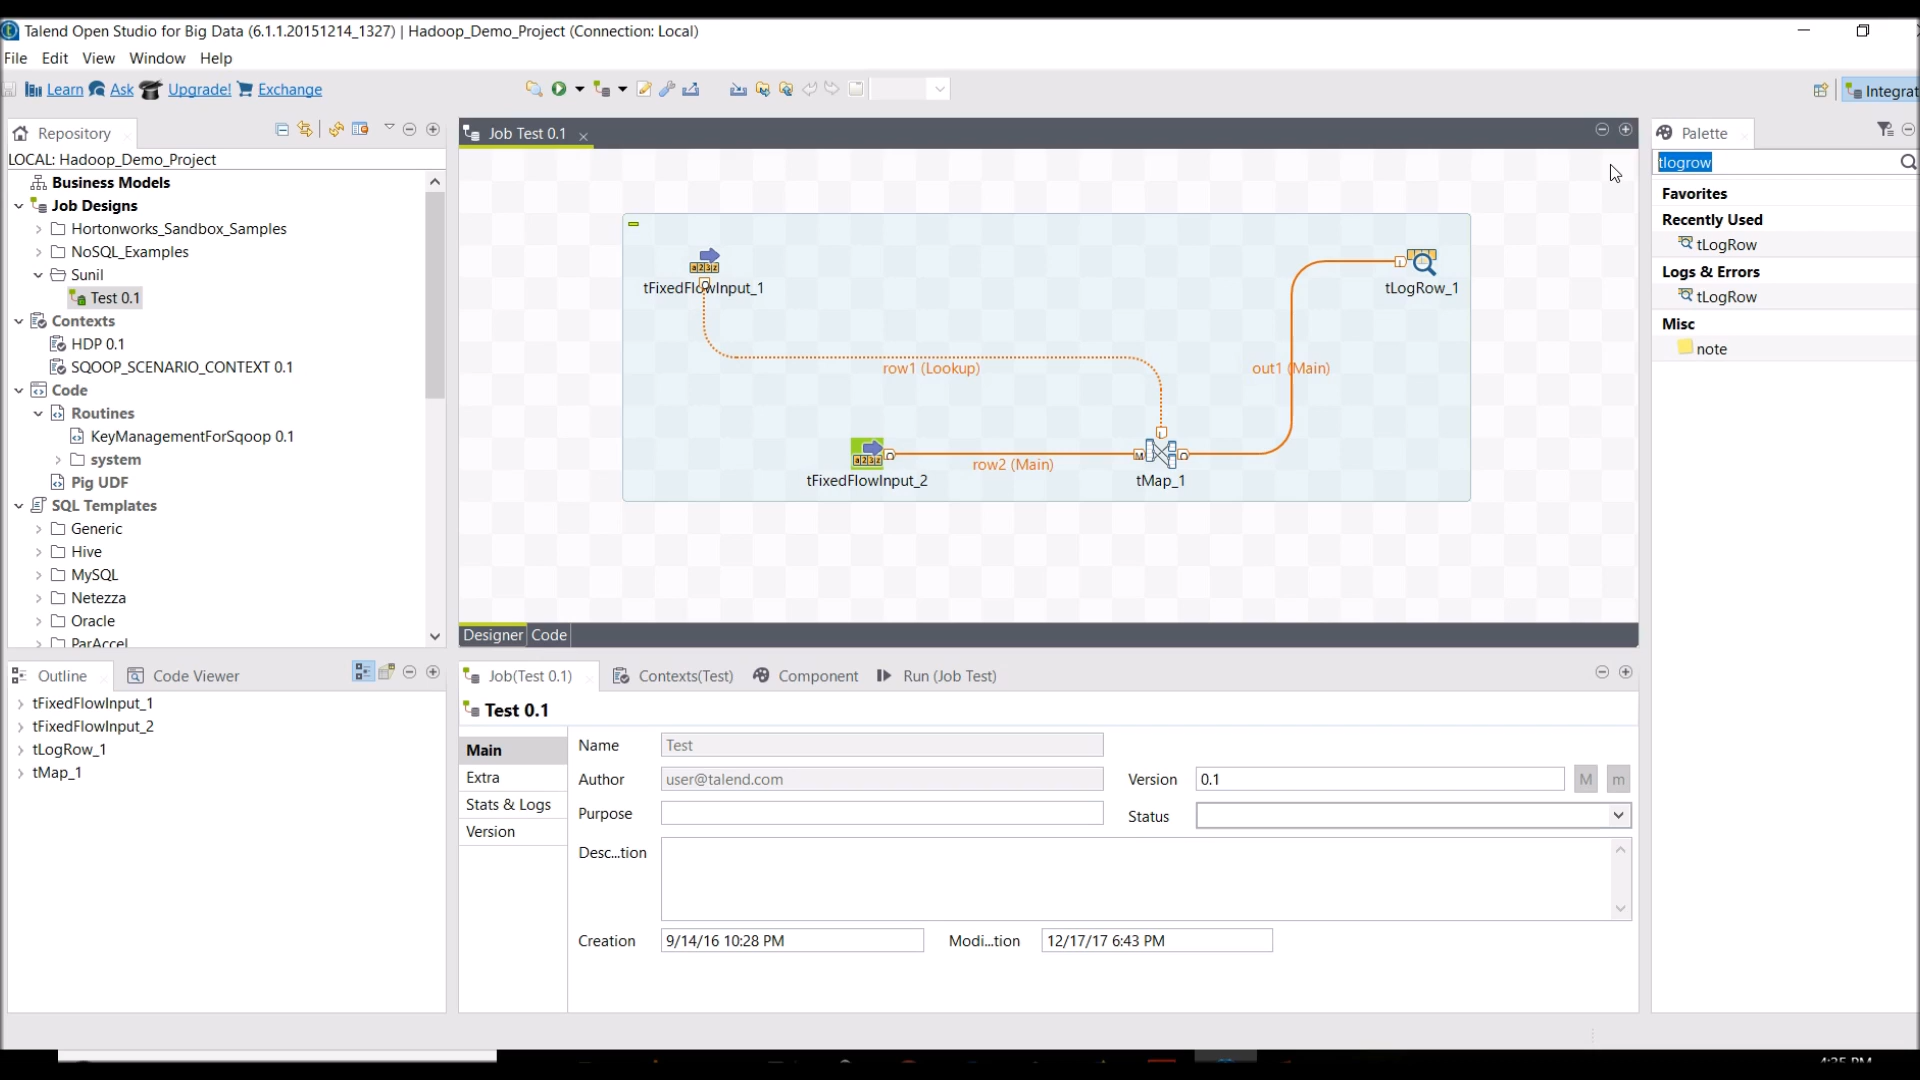 Talend Open Studio for Big Data (6.1.1.20151214_1327) | Hadoop_Demo_Project (Connection: Local)
File Edit View Window Help
Learn Ask Upgrade! Exchange
Integrat
Repository
LOCAL: Hadoop_Demo_Project
Business Models
Job Designs
Hortonworks_Sandbox_Samples
NoSQL_Examples
Sunil
Test 0.1
Contexts
HDP 0.1
SQOOP_SCENARIO_CONTEXT 0.1
Code
Routines
KeyManagementForSqoop 0.1
system
Pig UDF
SQL Templates
Generic
Hive
MySQL
Netezza
Oracle
ParAccel
Job Test 0.1
tFixedFlowInput_1
tLogRow_1
row1 (Lookup)
out1 (Main)
row2 (Main)
tFixedFlowInput_2
tMap_1
Designer Code
Palette
tlogrow
Favorites
Recently Used
tLogRow
Logs & Errors
tLogRow
Misc
note
Outline Code Viewer
tFixedFlowInput_1
tFixedFlowInput_2
tLogRow_1
tMap_1
Job(Test 0.1) Contexts(Test) Component Run (Job Test)
Test 0.1
Main
Extra
Stats & Logs
Version
Name Test
Author user@talend.com Version 0.1 M m
Purpose Status
Desc...tion
Creation 9/14/16 10:28 PM Modi...tion 12/17/17 6:43 PM
4:35 PM